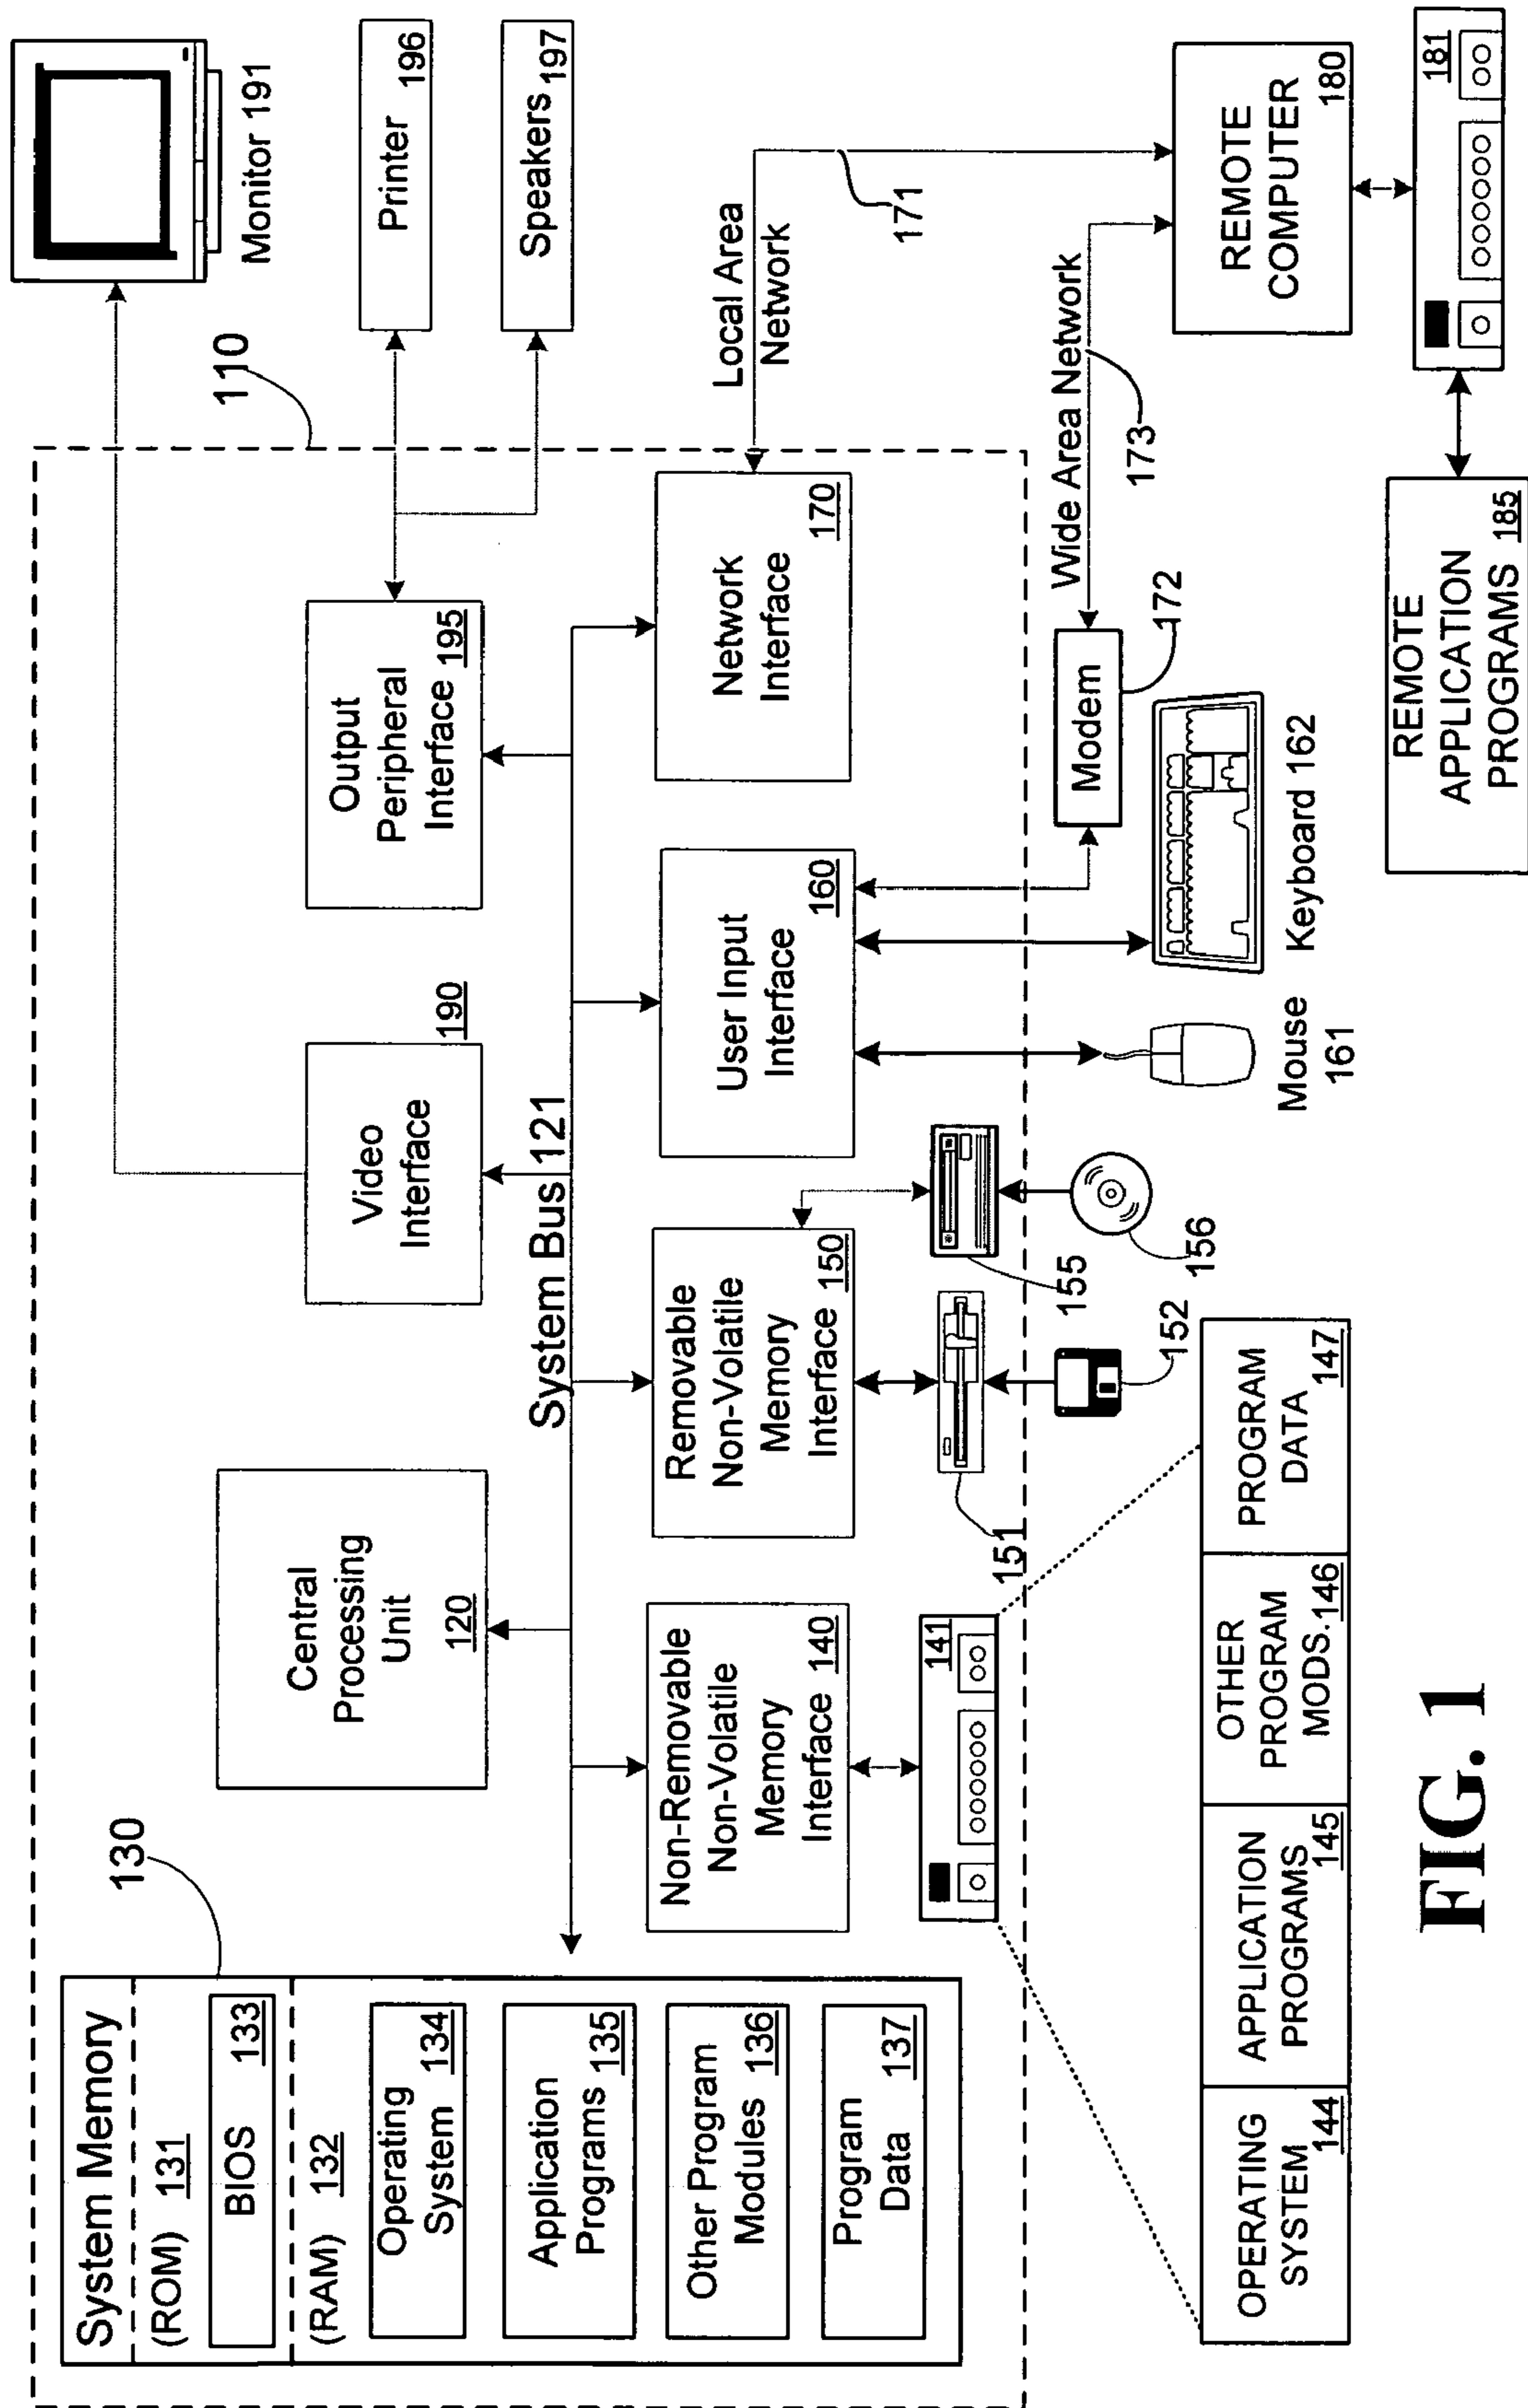 System Memory
(ROM) 131
BIOS 133
(RAM) 132
Operating
System 134
Application
Programs 135
Other Program
Modules 136
Program
Data 137
130
Central
Processing
Unit
120
System Bus 121
Video
Interface
190
Output
Peripheral
Interface 195
110
Monitor 191
Printer 196
Speakers 197
Non-Removable
Non-Volatile
Memory
Interface 140
Removable
Non-Volatile
Memory
Interface 150
User Input
Interface
160
Network
Interface
170
Local Area
Network
171
141
151
152
155
156
Mouse
161
Keyboard 162
Modem
172
Wide Area Network
173
REMOTE
COMPUTER
180
181
REMOTE
APPLICATION
PROGRAMS 185
OPERATING
SYSTEM 144
APPLICATION
PROGRAMS
145
OTHER
PROGRAM
MODS. 146
PROGRAM
DATA 147
FIG. 1